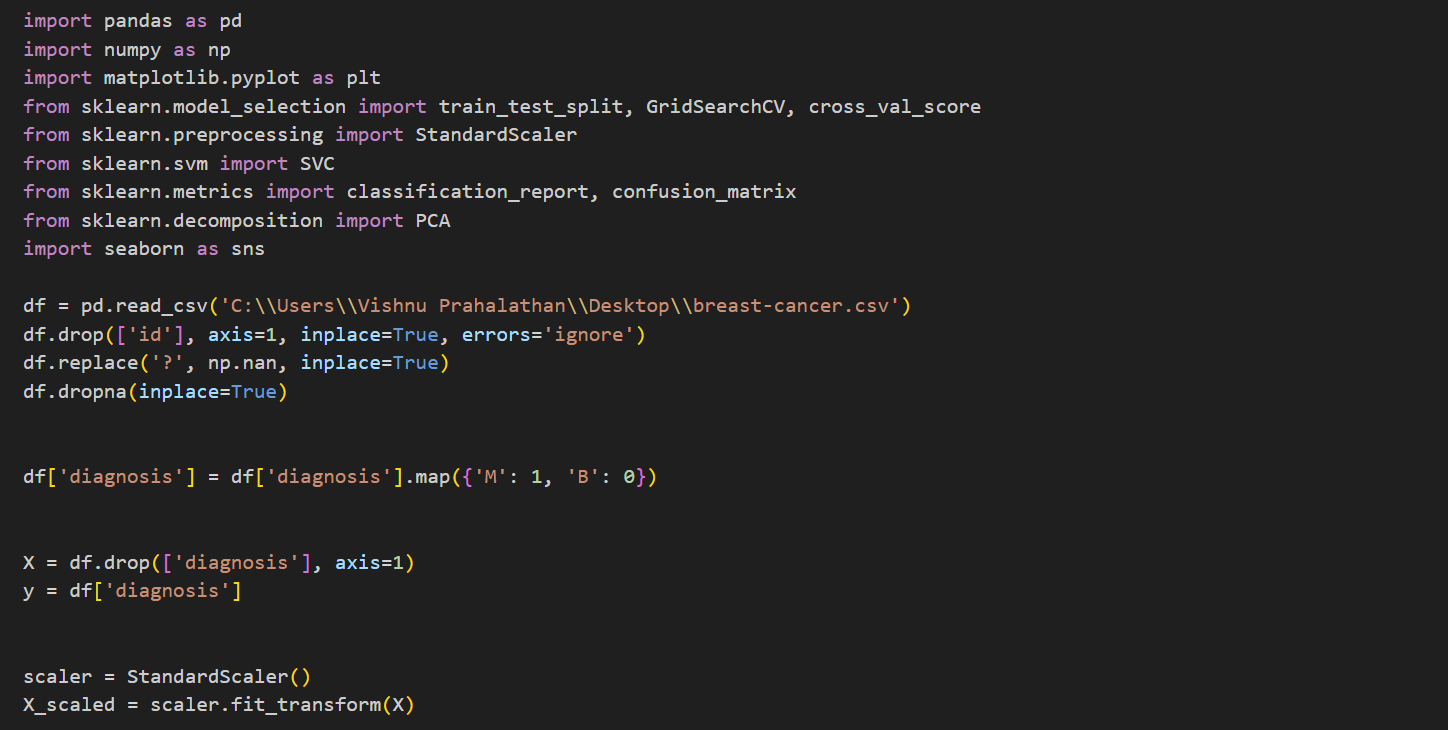 import pandas as pd
import numpy as np
import matplotlib.pyplot as plt
from sklearn.model_selection import train_test_split, GridSearchCV, cross_val_score
from sklearn.preprocessing import StandardScaler
from sklearn.svm import SVC
from sklearn.metrics import classification_report, confusion_matrix
from sklearn.decomposition import PCA
import seaborn as sns
df = pd.read_csv('C:\\Users\\Vishnu Prahalathan\\Desktop\\breast-cancer.csv')
df.drop(['id'], axis=1, inplace=True, errors='ignore')
df.replace('?', np.nan, inplace=True)
df.dropna(inplace=True)
df['diagnosis'] = df['diagnosis'].map({'M': 1, 'B': 0})
X = df.drop(['diagnosis'], axis=1)
y = df['diagnosis']
scaler = StandardScaler()
X_scaled = scaler.fit_transform(X)